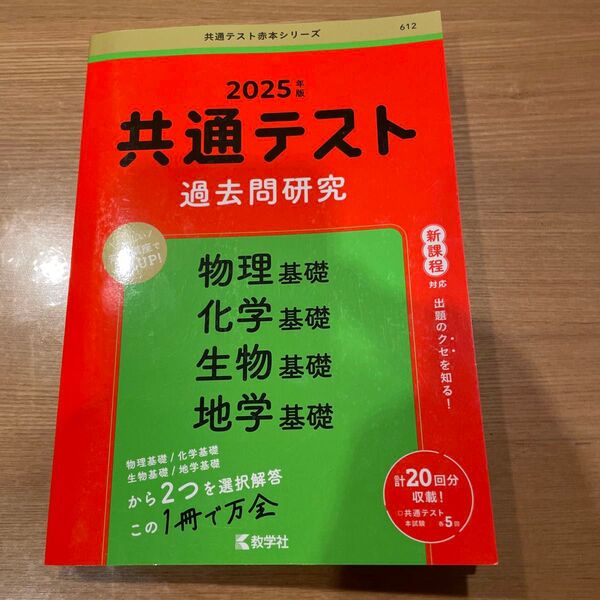 共通テスト赤本シリーズ
612
2025年版
共通テスト
過去問研究
物理基礎
化学基礎
生物基礎
地学基礎
新課程
対応
出題のクセを知る！
物理基礎/化学基礎
生物基礎/地学基礎
から2つを選択解答
この1冊で万全
計20回分
収載！
□共通テスト
本試験 各5回
教学社